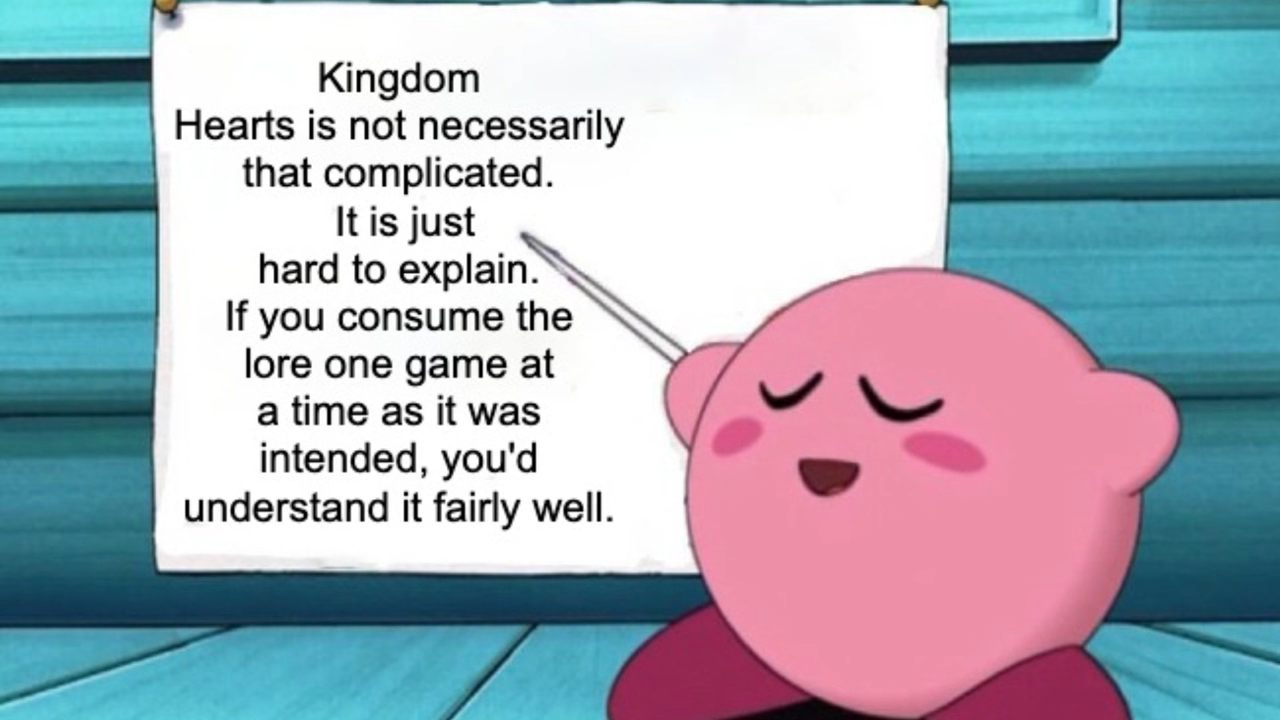 Kingdom
Hearts is not necessarily
that complicated.
It is just
hard to explain.
If you consume the
lore one game at
a time as it was
intended, you'd
understand it fairly well.